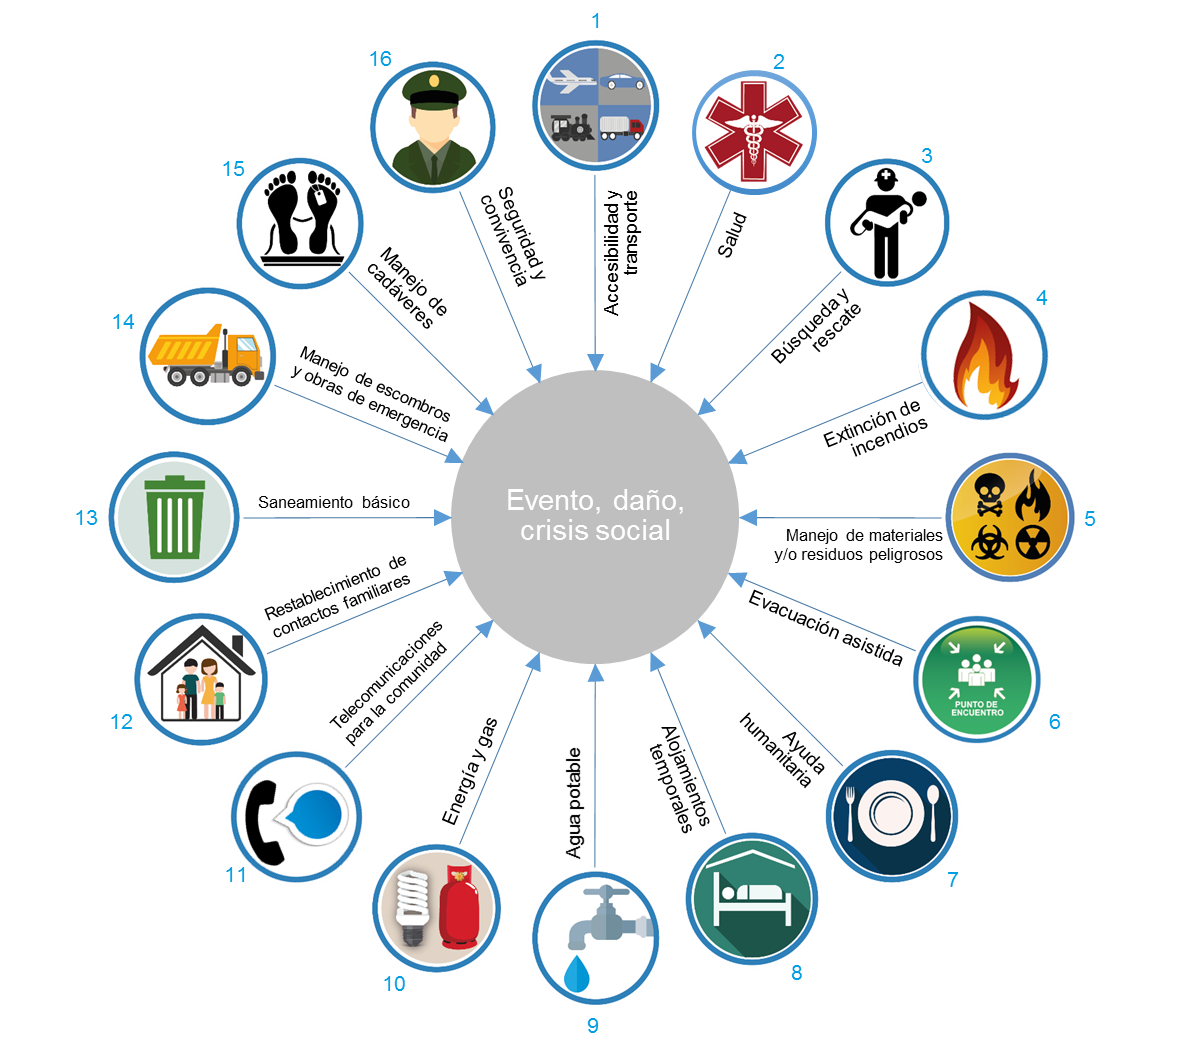 1
Accesibilidad y
transporte
2
Salud
3
Búsqueda y
rescate
4
Extinción de
incendios
5
Manejo de materiales
y/o residuos peligrosos
6
Evacuación asistida
PUNTO DE
ENCUENTRO
7
Ayuda
humanitaria
8
Alojamientos
temporales
9
Agua potable
10
Energía y gas
11
Telecomunicaciones
para la comunidad
12
Restablecimiento de
contactos familiares
13
Saneamiento básico
14
Manejo de escombros
y obras de emergencia
15
Manejo de
cadáveres
16
Seguridad y
convivencia
Evento, daño,
crisis social